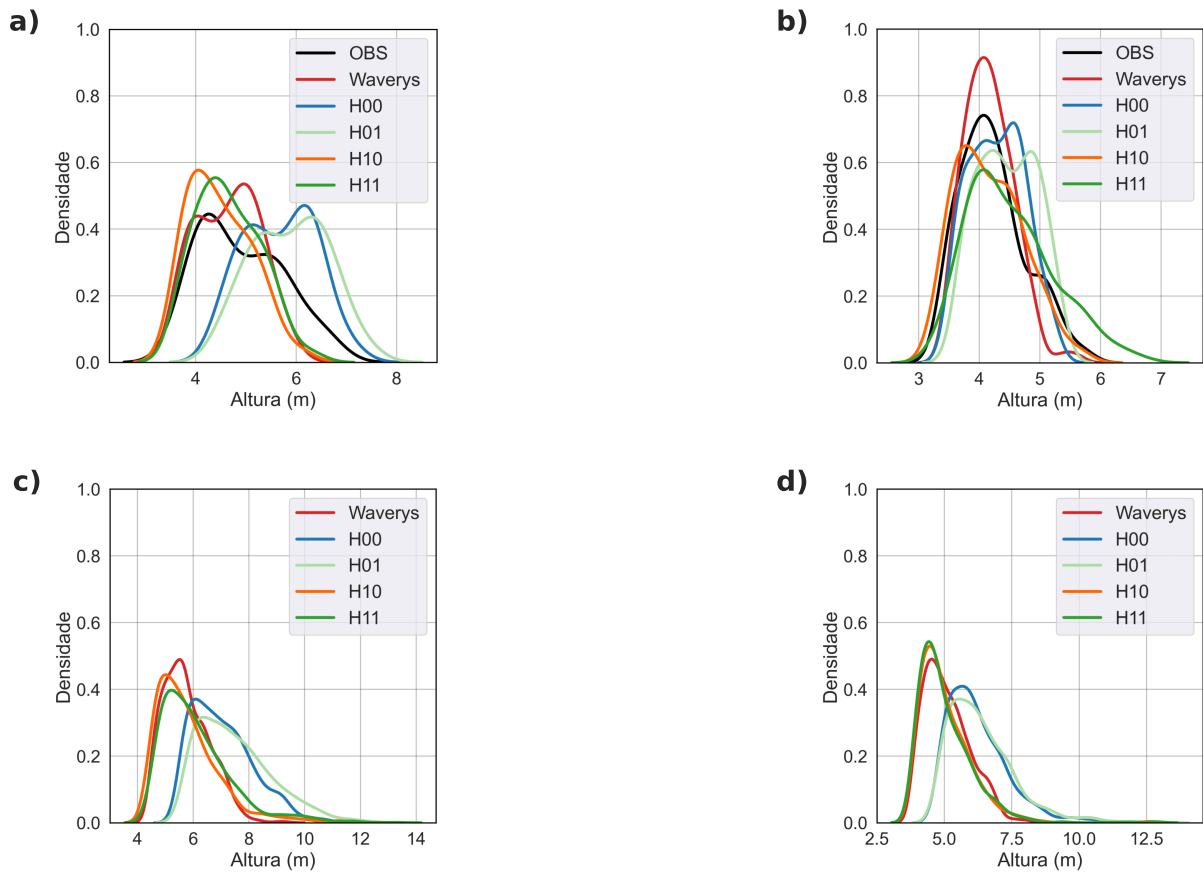 a)
1.0
0.8
0.6
0.4
0.2
0.0
Densidade
OBS
Waverys
H00
H01
H10
H11
4 6 8
Altura (m)
b)
1.0
0.8
0.6
0.4
0.2
0.0
Densidade
OBS
Waverys
H00
H01
H10
H11
3 4 5 6 7
Altura (m)
c)
1.0
0.8
0.6
0.4
0.2
0.0
Densidade
Waverys
H00
H01
H10
H11
4 6 8 10 12 14
Altura (m)
d)
1.0
0.8
0.6
0.4
0.2
0.0
Densidade
Waverys
H00
H01
H10
H11
2.5 5.0 7.5 10.0 12.5
Altura (m)